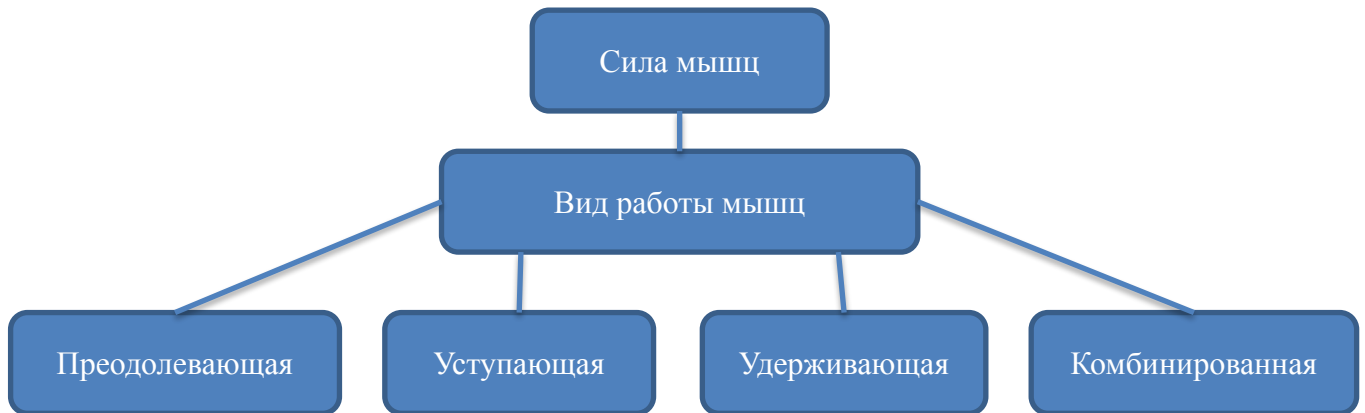 Сила мышц
Вид работы мышц
Преодолевающая
Уступающая
Удерживающая
Комбинированная